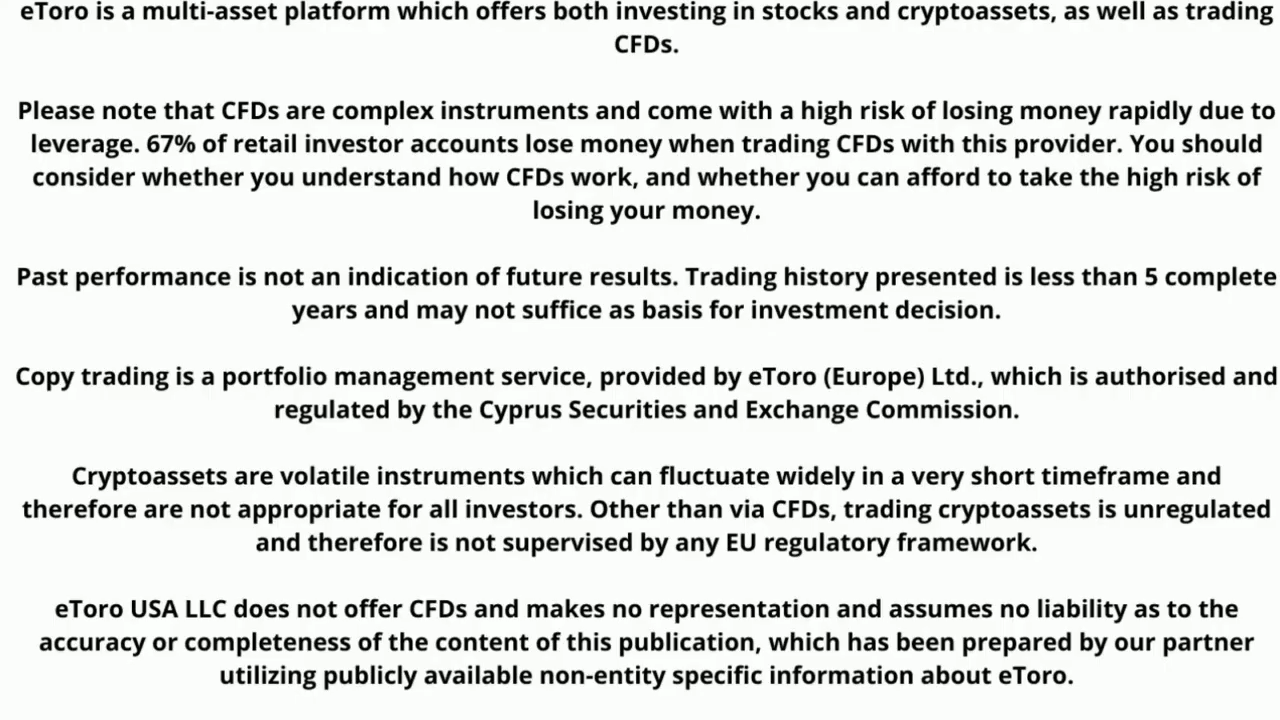 eToro is a multi-asset platform which offers both investing in stocks and cryptoassets, as well as trading
CFDs.
Please note that CFDs are complex instruments and come with a high risk of losing money rapidly due to
leverage. 67% of retail investor accounts lose money when trading CFDs with this provider. You should
consider whether you understand how CFDs work, and whether you can afford to take the high risk of
losing your money.
Past performance is not an indication of future results. Trading history presented is less than 5 complete
years and may not suffice as basis for investment decision.
Copy trading is a portfolio management service, provided by eToro (Europe) Ltd., which is authorised and
regulated by the Cyprus Securities and Exchange Commission.
Cryptoassets are volatile instruments which can fluctuate widely in a very short timeframe and
therefore are not appropriate for all investors. Other than via CFDs, trading cryptoassets is unregulated
and therefore is not supervised by any EU regulatory framework.
eToro USA LLC does not offer CFDs and makes no representation and assumes no liability as to the
accuracy or completeness of the content of this publication, which has been prepared by our partner
utilizing publicly available non-entity specific information about eToro.